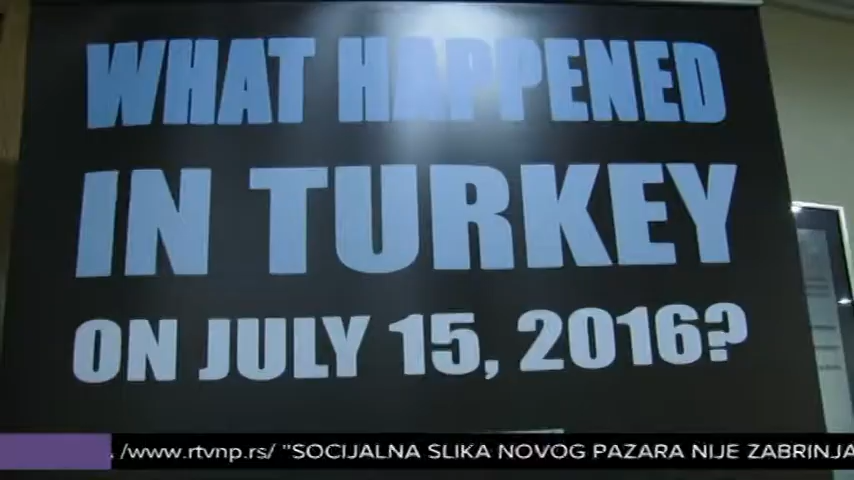 WHAT HAPPENED
IN TURKEY
ON JULY 15, 2016?
/www.rtvnp.rs/ "SOCIJALNA SLIKA NOVOG PAZARA NIJE ZABRINJA